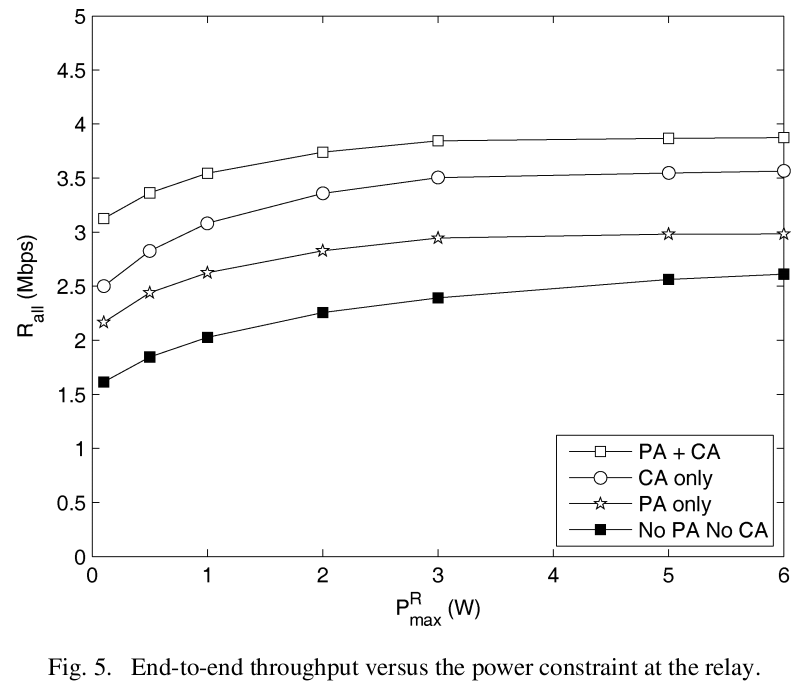 5
4.5
4
3.5
3
2.5
2
1.5
1
0.5
0
R_all (Mbps)
0 1 2 3 4 5 6
P^R_max (W)
PA + CA
CA only
PA only
No PA No CA
Fig. 5. End-to-end throughput versus the power constraint at the relay.